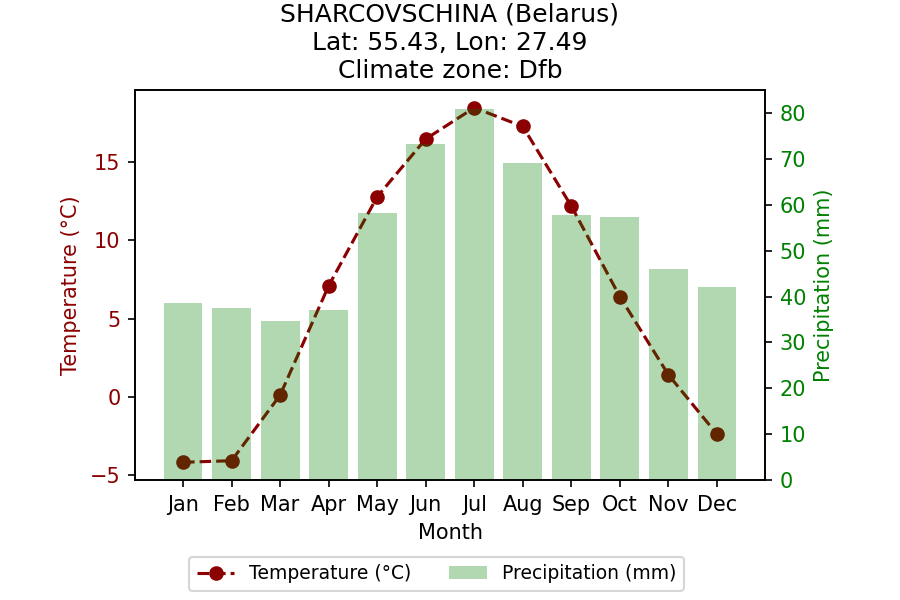 SHARCOVSCHINA (Belarus)
Lat: 55.43, Lon: 27.49
Climate zone: Dfb
Temperature (°C)
15
10
5
0
−5
80
70
60
50
40
30
20
10
0
Precipitation (mm)
Jan Feb Mar Apr May Jun Jul Aug Sep Oct Nov Dec
Month
Temperature (°C) Precipitation (mm)